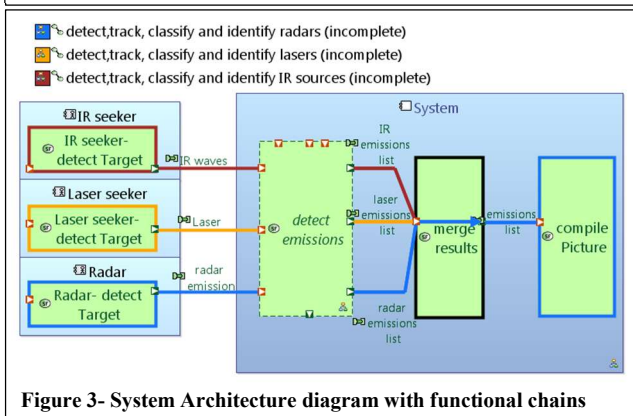 detect,track, classify and identify radars (incomplete)
detect,track, classify and identify lasers (incomplete)
detect,track, classify and identify IR sources (incomplete)
IR seeker
IR seeker-
detect Target
IR waves
Laser seeker
Laser seeker-
detect Target
Laser
Radar
Radar- detect
Target
radar
emission
System
detect
emissions
IR
emissions
list
laser
emissions
list
radar
emissions
list
merge
results
emissions
list
compile
Picture
Figure 3- System Architecture diagram with functional chains